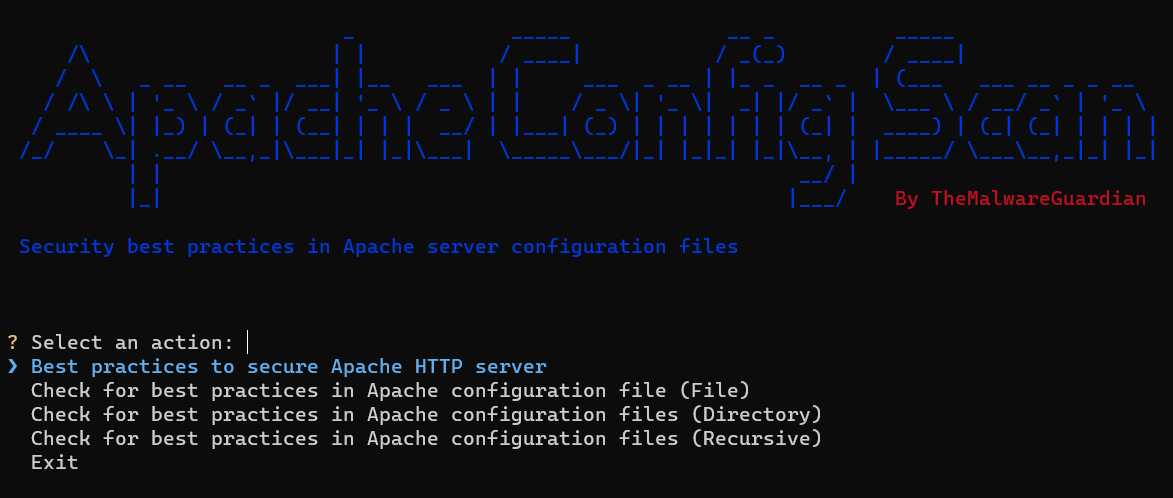 ApacheConfigScan
By TheMalwareGuardian
Security best practices in Apache server configuration files
? Select an action:
❯ Best practices to secure Apache HTTP server
Check for best practices in Apache configuration file (File)
Check for best practices in Apache configuration files (Directory)
Check for best practices in Apache configuration files (Recursive)
Exit